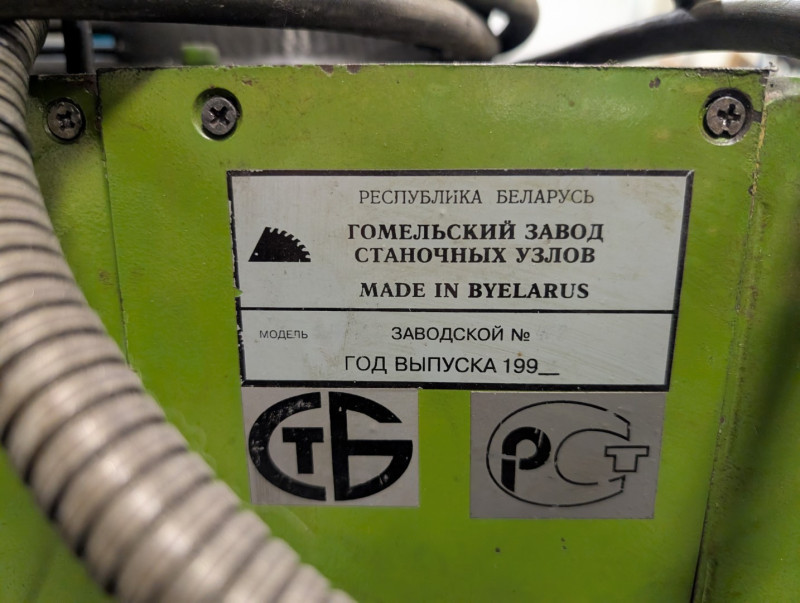 РЕСПУБЛИКА БЕЛАРУСЬ
ГОМЕЛЬСКИЙ ЗАВОД
СТАНОЧНЫХ УЗЛОВ
MADE IN BYELARUS
МОДЕЛЬ ЗАВОДСКОЙ №
ГОД ВЫПУСКА 199__
СТБ РСТ